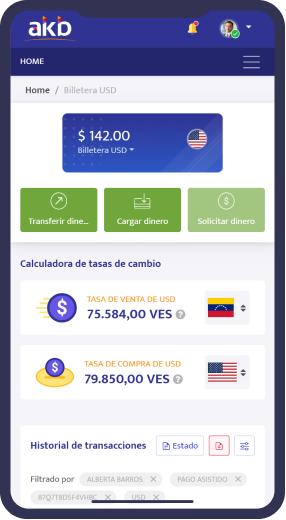 akD
HOME
Home / Billetera USD
$ 142.00
Billetera USD
Transferir dine...
Cargar dinero
Solicitar dinero
Calculadora de tasas de cambio
TASA DE VENTA DE USD
75.584,00 VES ?
TASA DE COMPRA DE USD
79.850,00 VES ?
Historial de transacciones
Estado
Filtrado por
ALBERTA BARROS ×
PAGO ASISTIDO ×
USD ×